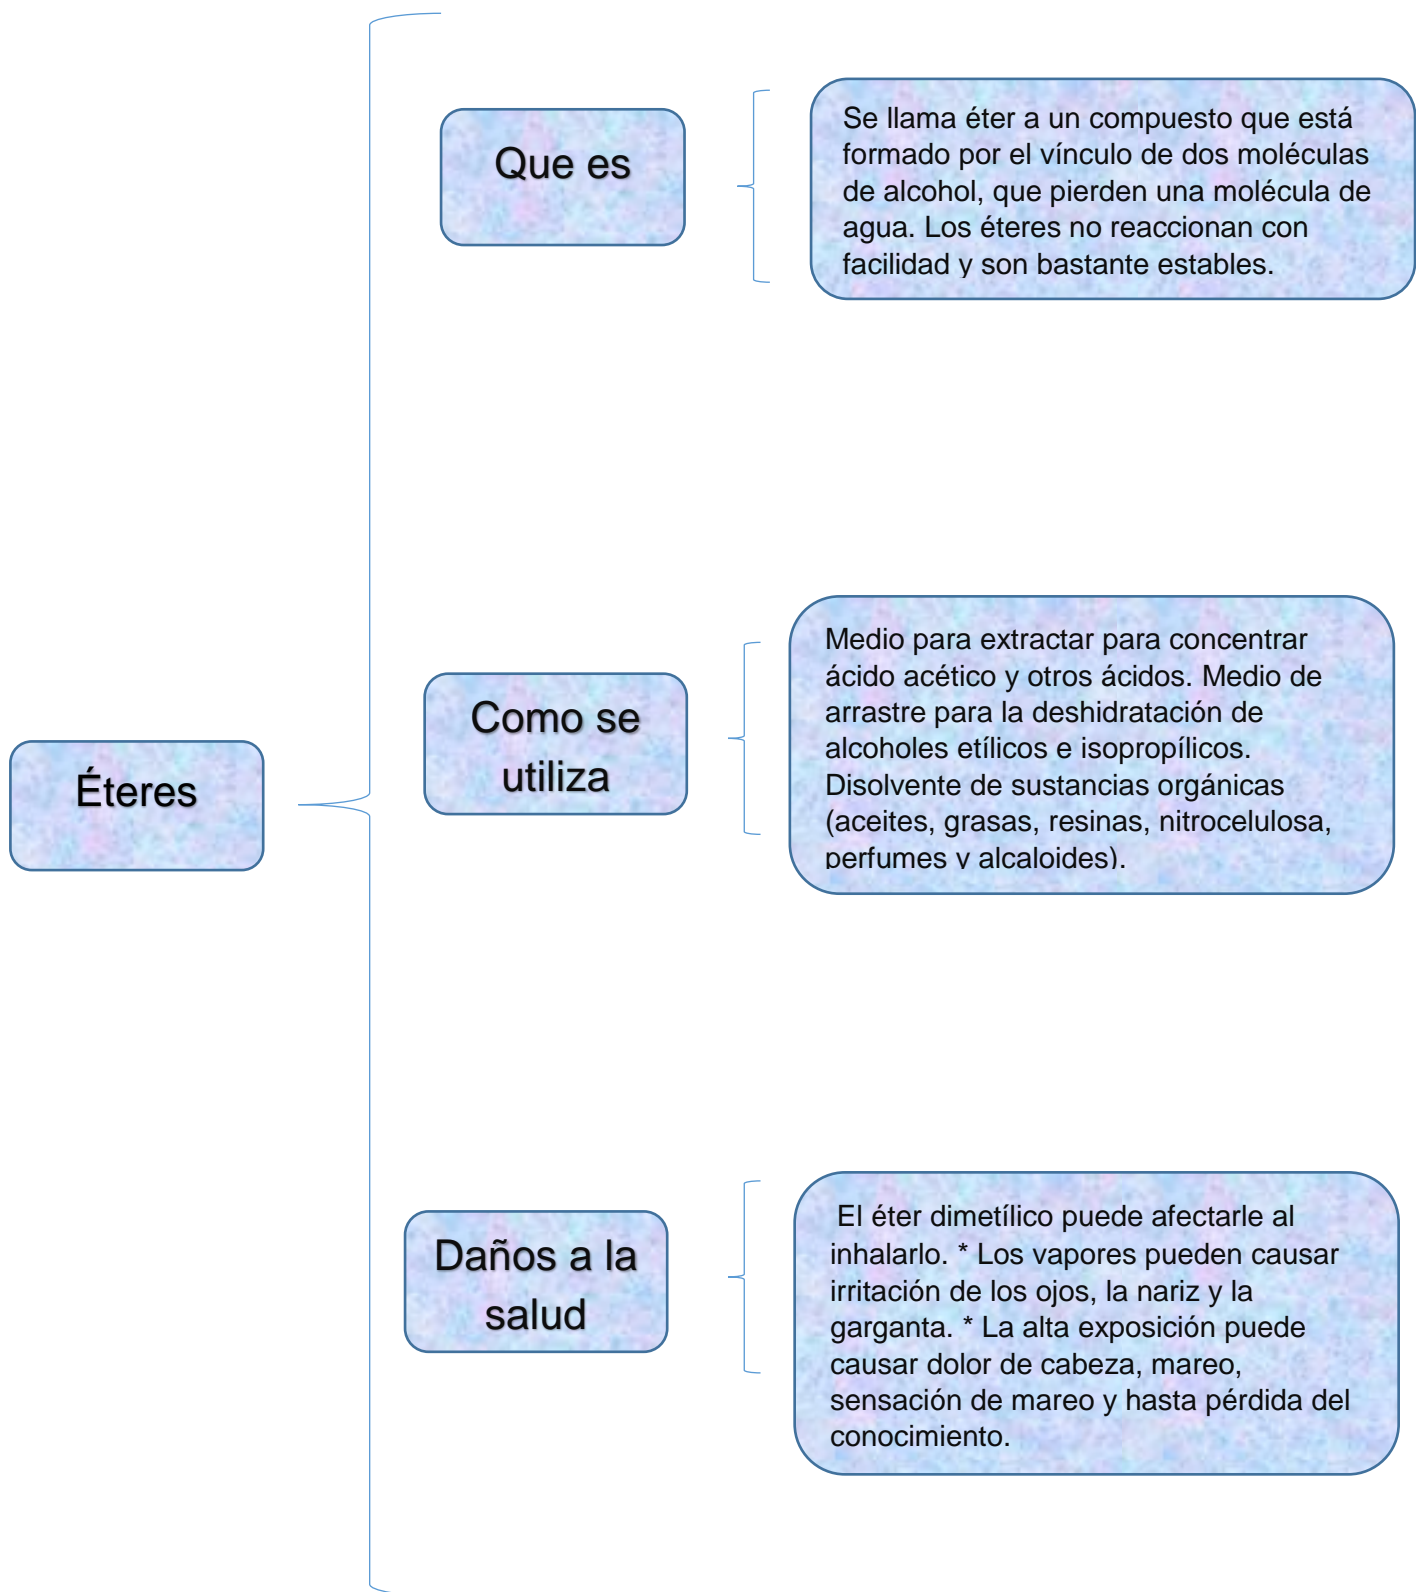 Éteres
Que es
Se llama éter a un compuesto que está
formado por el vínculo de dos moléculas
de alcohol, que pierden una molécula de
agua. Los éteres no reaccionan con
facilidad y son bastante estables.
Como se
utiliza
Medio para extractar para concentrar
ácido acético y otros ácidos. Medio de
arrastre para la deshidratación de
alcoholes etílicos e isopropílicos.
Disolvente de sustancias orgánicas
(aceites, grasas, resinas, nitrocelulosa,
perfumes y alcaloides).
Daños a la
salud
El éter dimetílico puede afectarle al
inhalarlo. * Los vapores pueden causar
irritación de los ojos, la nariz y la
garganta. * La alta exposición puede
causar dolor de cabeza, mareo,
sensación de mareo y hasta pérdida del
conocimiento.